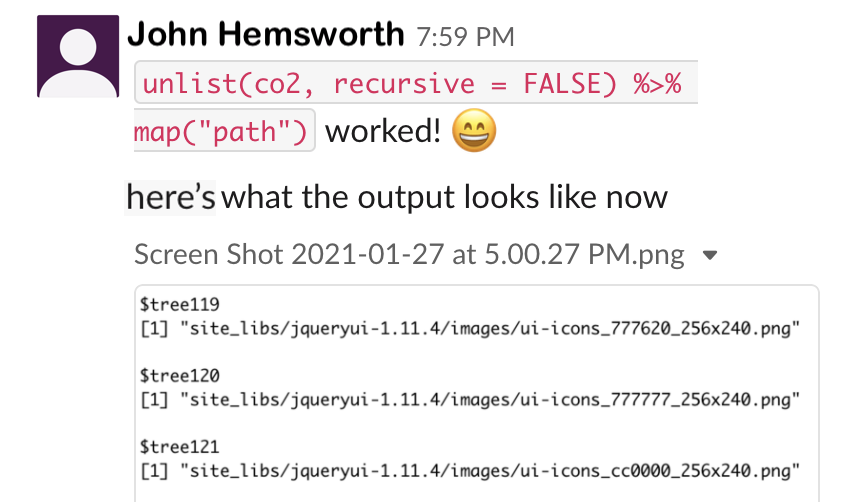 John Hemsworth 7:59 PM
unlist(co2, recursive = FALSE) %>%
map("path") worked! 😄
here's what the output looks like now
Screen Shot 2021-01-27 at 5.00.27 PM.png
$tree119
[1] "site_libs/jqueryui-1.11.4/images/ui-icons_777620_256x240.png"
$tree120
[1] "site_libs/jqueryui-1.11.4/images/ui-icons_777777_256x240.png"
$tree121
[1] "site_libs/jqueryui-1.11.4/images/ui-icons_cc0000_256x240.png"